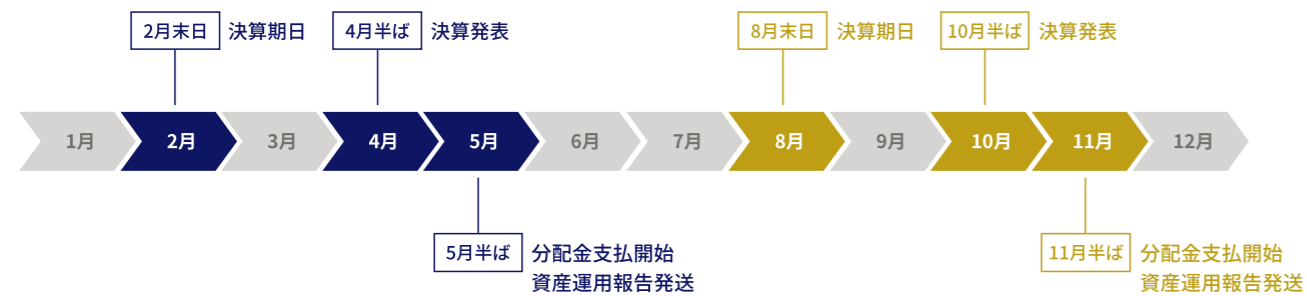 2月末日 決算期日 4月半ば 決算発表 8月末日 決算期日 10月半ば 決算発表
1月 2月 3月 4月 5月 6月 7月 8月 9月 10月 11月 12月
5月半ば 分配金支払開始 11月半ば 分配金支払開始
資産運用報告発送 資産運用報告発送